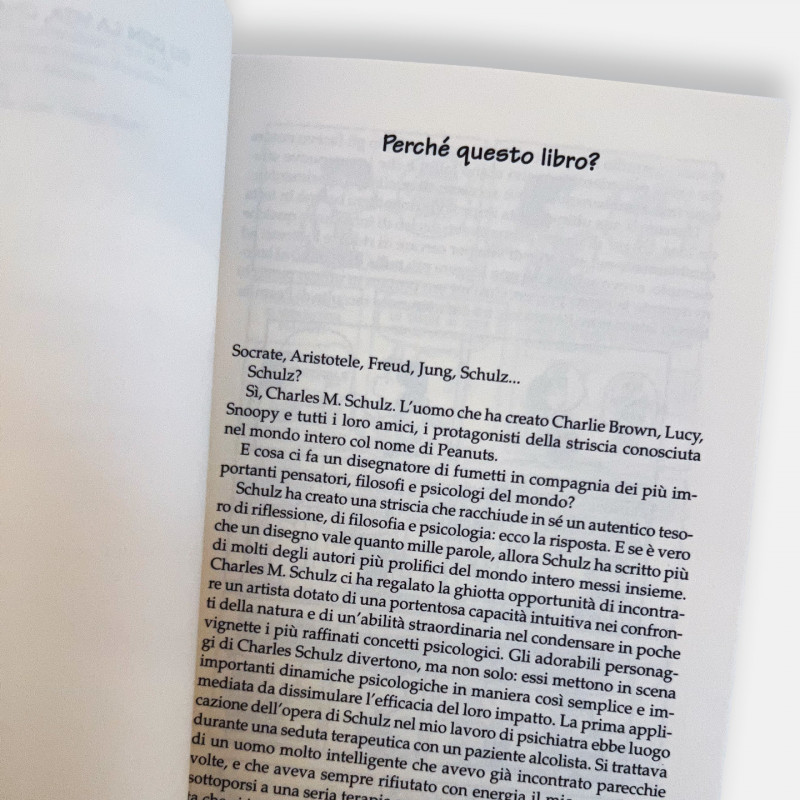 Perché questo libro?
Socrate, Aristotele, Freud, Jung, Schulz...
Schulz?
Sì, Charles M. Schulz. L'uomo che ha creato Charlie Brown, Lucy,
Snoopy e tutti i loro amici, i protagonisti della striscia conosciuta
nel mondo intero col nome di Peanuts.
E cosa ci fa un disegnatore di fumetti in compagnia dei più im-
portanti pensatori, filosofi e psicologi del mondo?
Schulz ha creato una striscia che racchiude in sé un autentico teso-
ro di riflessione, di filosofia e psicologia: ecco la risposta. E se è vero
che un disegno vale quanto mille parole, allora Schulz ha scritto più
di molti degli autori più prolifici del mondo intero messi insieme.
Charles M. Schulz ci ha regalato la ghiotta opportunità di incontra-
re un artista dotato di una portentosa capacità intuitiva nei confron-
ti della natura e di un'abilità straordinaria nel condensare in poche
vignette i più raffinati concetti psicologici. Gli adorabili personag-
gi di Charles Schulz divertono, ma non solo: essi mettono in scena
importanti dinamiche psicologiche in maniera così semplice e im-
mediata da dissimulare l'efficacia del loro impatto. La prima appli-
cazione dell'opera di Schulz nel mio lavoro di psichiatra ebbe luogo
durante una seduta terapeutica con un paziente alcolista. Si trattava
di un uomo molto intelligente che avevo già incontrato parecchie
volte, e che aveva sempre rifiutato con energia il mio
sottoporsi a una seria terapia